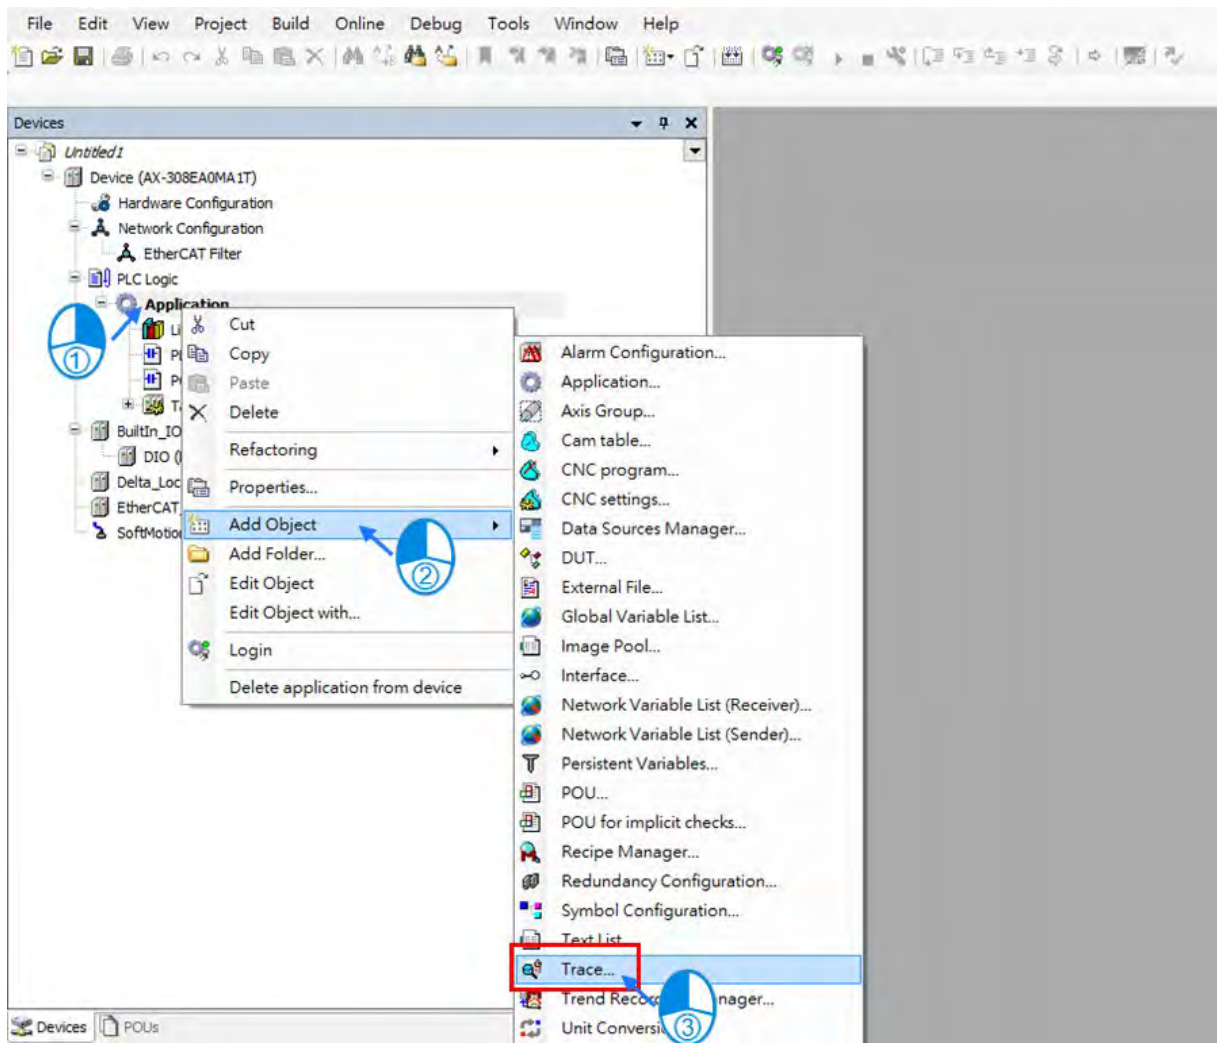 File Edit View Project Build Online Debug Tools Window Help
Devices
Untitled1
Device (AX-308EA0MA1T)
Hardware Configuration
Network Configuration
EtherCAT Filter
PLC Logic
Application
BuiltIn_IO
DIO
Delta_Loc
EtherCAT_
SoftMotion
①
Cut
Copy
Paste
Delete
Refactoring
Properties...
Add Object
Add Folder...
Edit Object
Edit Object with...
Login
Delete application from device
②
Alarm Configuration...
Application...
Axis Group...
Cam table...
CNC program...
CNC settings...
Data Sources Manager...
DUT...
External File...
Global Variable List...
Image Pool...
Interface...
Network Variable List (Receiver)...
Network Variable List (Sender)...
Persistent Variables...
POU...
POU for implicit checks...
Recipe Manager...
Redundancy Configuration...
Symbol Configuration...
Text List
Trace...
Trend Recor nager...
Unit Conversi
③
Devices POUs